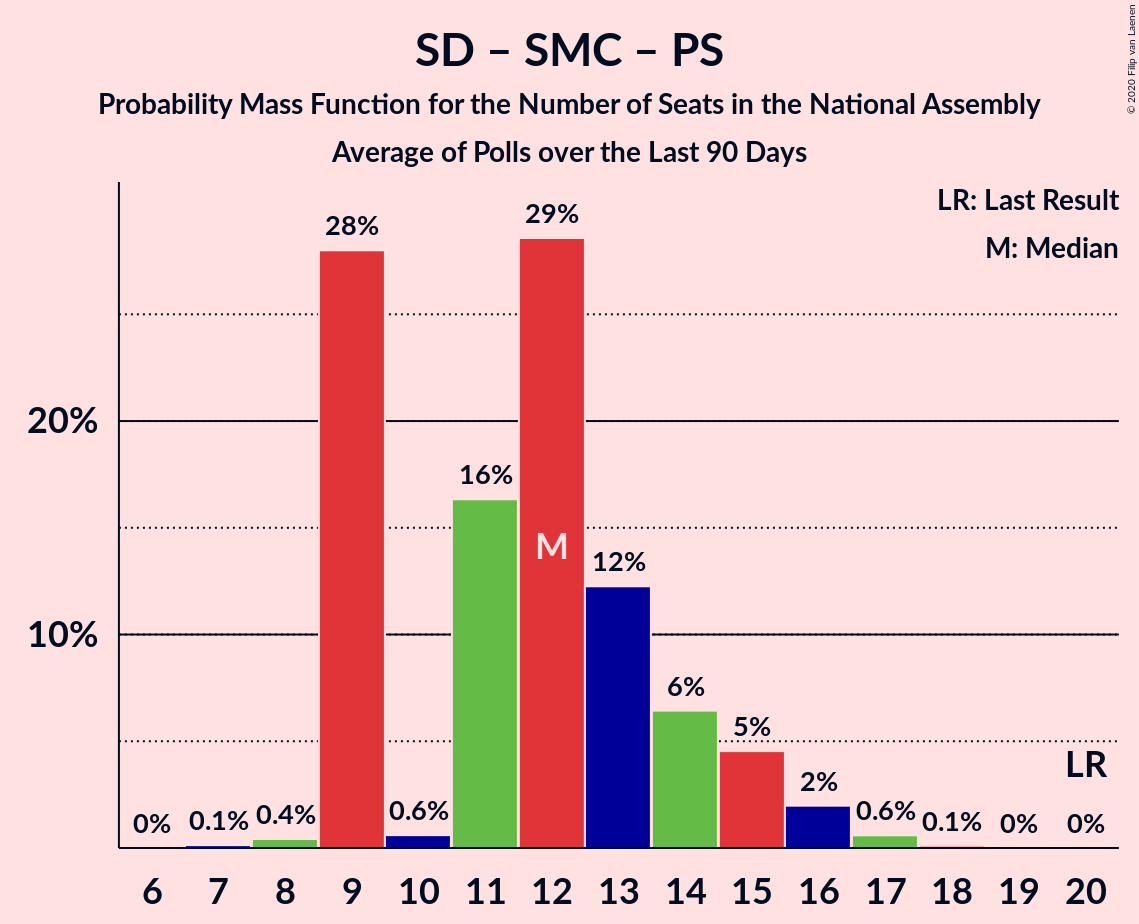 SD – SMC – PS
Probability Mass Function for the Number of Seats in the National Assembly
Average of Polls over the Last 90 Days
© 2020 Filip van Laenen
LR: Last Result
M: Median
20%
10%
0%
0.1%
0.4%
28%
0.6%
16%
29%
M
12%
6%
5%
2%
0.6%
0.1%
0%
LR
0%
6 7 8 9 10 11 12 13 14 15 16 17 18 19 20